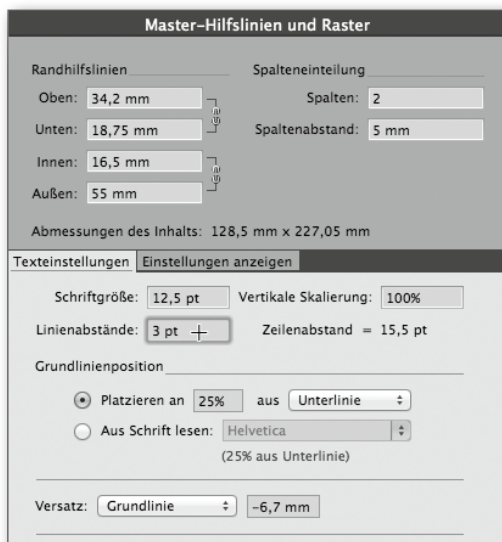 Master-Hilfslinien und Raster
Randhilfslinien
Oben: 34,2 mm
Unten: 18,75 mm
Innen: 16,5 mm
Außen: 55 mm
Spalteneinteilung
Spalten: 2
Spaltenabstand: 5 mm
Abmessungen des Inhalts: 128,5 mm x 227,05 mm
Texteinstellungen Einstellungen anzeigen
Schriftgröße: 12,5 pt Vertikale Skalierung: 100%
Linienabstände: 3 pt Zeilenabstand = 15,5 pt
Grundlinienposition
Platzieren an 25% aus Unterlinie
Aus Schrift lesen: Helvetica
(25% aus Unterlinie)
Versatz: Grundlinie -6,7 mm